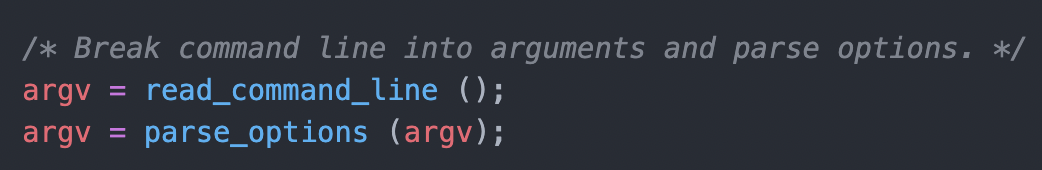 /* Break command line into arguments and parse options. */
argv = read_command_line ();
argv = parse_options (argv);